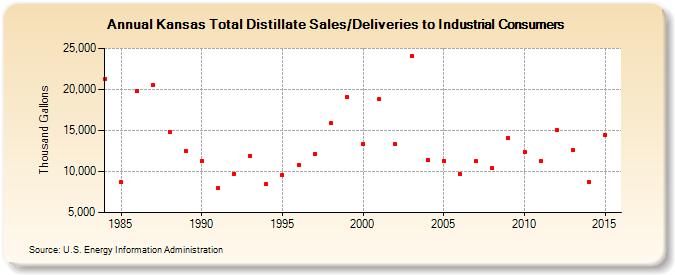 Annual Kansas Total Distillate Sales/Deliveries to Industrial Consumers
Thousand Gallons
25,000
20,000
15,000
10,000
5,000
1985 1990 1995 2000 2005 2010 2015
Source: U.S. Energy Information Administration